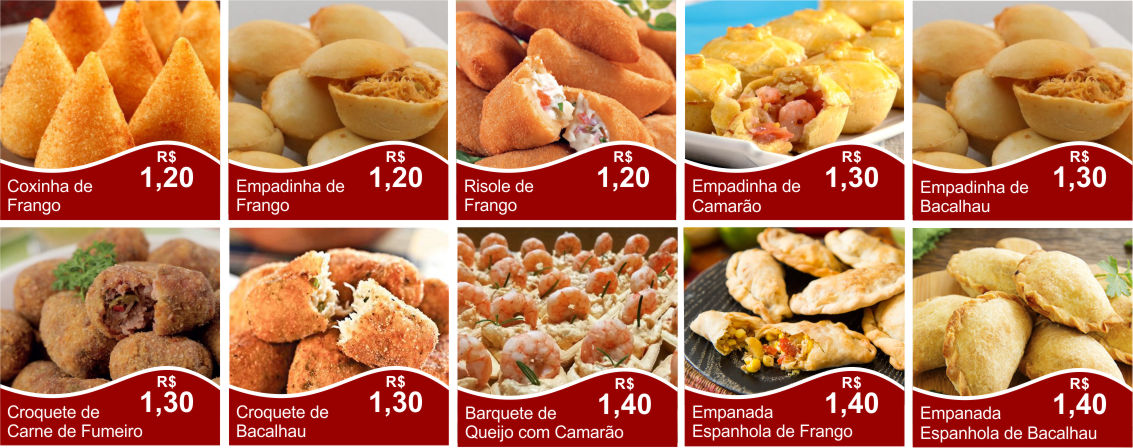 R$
1,20
Coxinha de
Frango
R$
1,20
Empadinha de
Frango
R$
1,20
Risole de
Frango
R$
1,30
Empadinha de
Camarão
R$
1,30
Empadinha de
Bacalhau
R$
1,30
Croquete de
Carne de Fumeiro
R$
1,30
Croquete de
Bacalhau
R$
1,40
Barquete de
Queijo com Camarão
R$
1,40
Empanada
Espanhola de Frango
R$
1,40
Empanada
Espanhola de Bacalhau